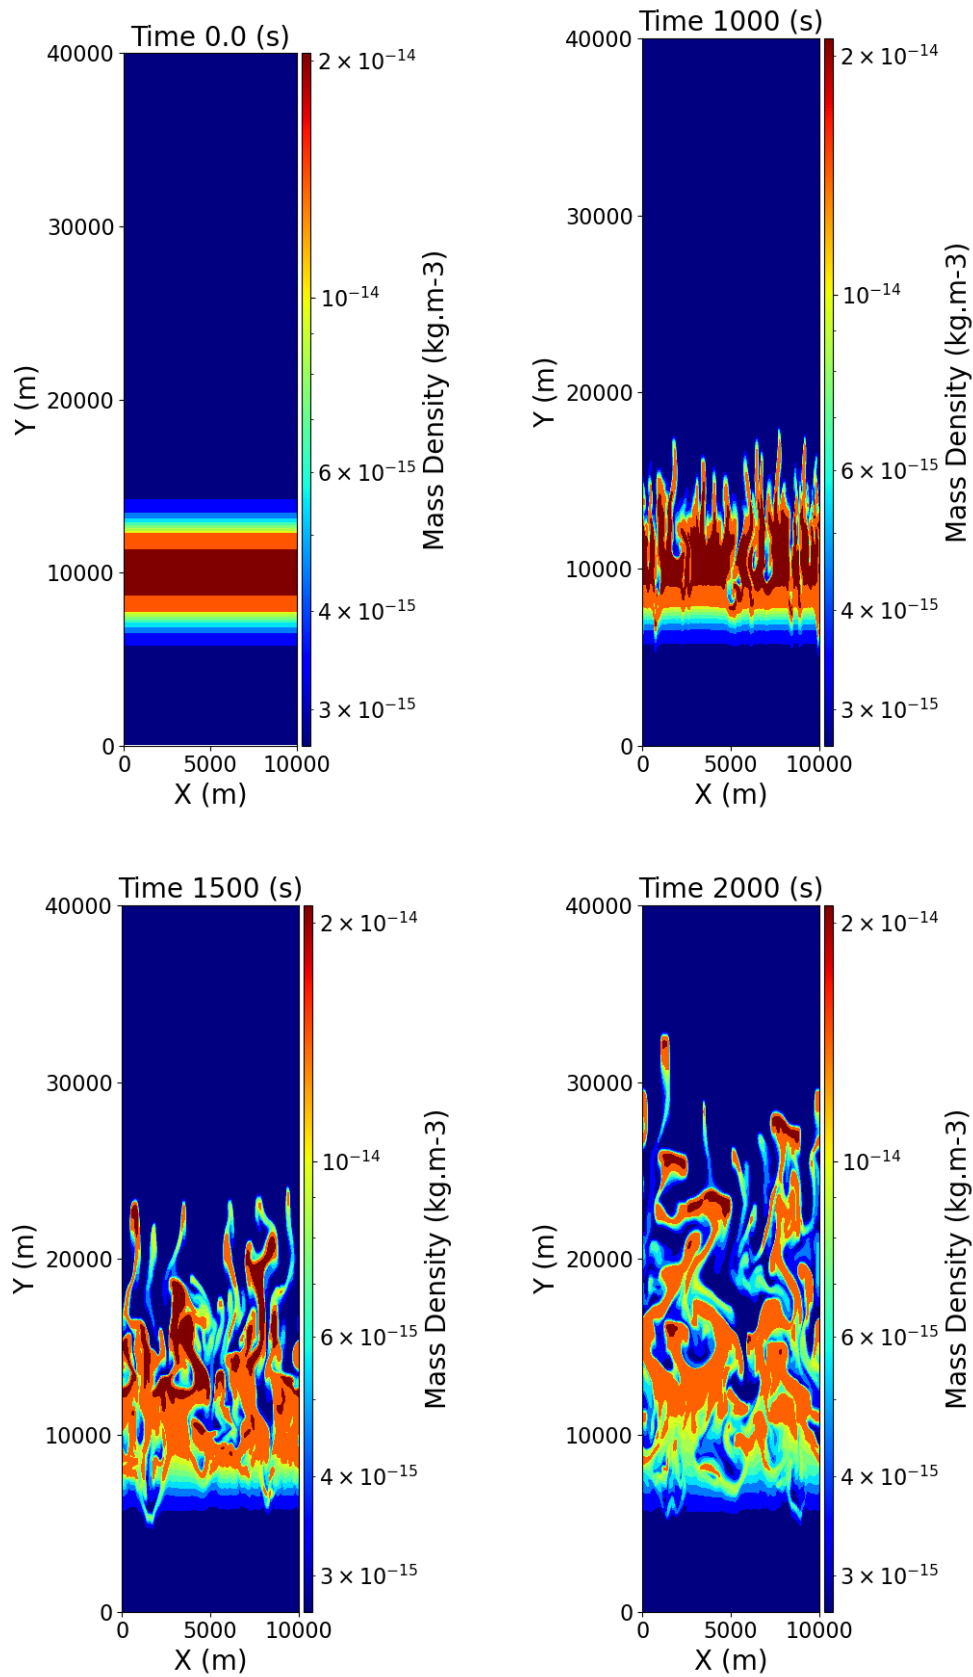 Time 0.0 (s)
40000
30000
20000
10000
0
Y (m)
0 5000 10000
X (m)
2×10⁻¹⁴
10⁻¹⁴
6×10⁻¹⁵
4×10⁻¹⁵
3×10⁻¹⁵
Mass Density (kg.m-3)
Time 1000 (s)
40000
30000
20000
10000
0
Y (m)
0 5000 10000
X (m)
2×10⁻¹⁴
10⁻¹⁴
6×10⁻¹⁵
4×10⁻¹⁵
3×10⁻¹⁵
Mass Density (kg.m-3)
Time 1500 (s)
40000
30000
20000
10000
0
Y (m)
0 5000 10000
X (m)
2×10⁻¹⁴
10⁻¹⁴
6×10⁻¹⁵
4×10⁻¹⁵
3×10⁻¹⁵
Mass Density (kg.m-3)
Time 2000 (s)
40000
30000
20000
10000
0
Y (m)
0 5000 10000
X (m)
2×10⁻¹⁴
10⁻¹⁴
6×10⁻¹⁵
4×10⁻¹⁵
3×10⁻¹⁵
Mass Density (kg.m-3)